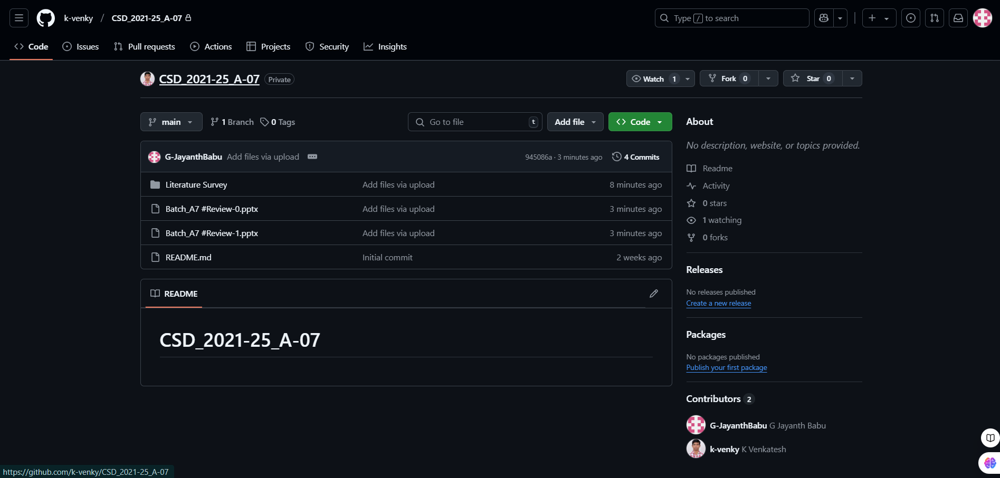 k-venky / CSD_2021-25_A-07
Type / to search
Code Issues Pull requests Actions Projects Security Insights
CSD_2021-25_A-07 Private
Watch 1 Fork 0 Star 0
main 1 Branch 0 Tags Go to file t Add file Code
G-JayanthBabu Add files via upload 945086a · 3 minutes ago 4 Commits
Literature Survey Add files via upload 8 minutes ago
Batch_A7 #Review-0.pptx Add files via upload 3 minutes ago
Batch_A7 #Review-1.pptx Add files via upload 3 minutes ago
README.md Initial commit 2 weeks ago
README
CSD_2021-25_A-07
About
No description, website, or topics provided.
Readme
Activity
0 stars
1 watching
0 forks
Releases
No releases published
Create a new release
Packages
No packages published
Publish your first package
Contributors 2
G-JayanthBabu G Jayanth Babu
k-venky K Venkatesh
https://github.com/k-venky/CSD_2021-25_A-07